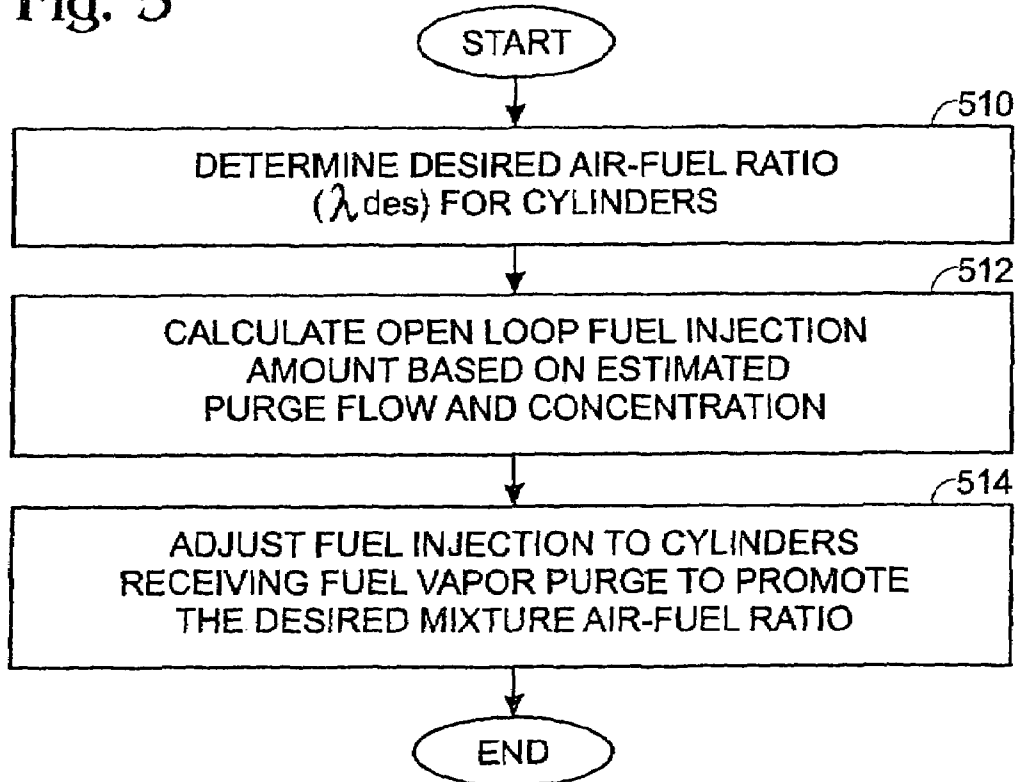 Fig. 5
START
510
DETERMINE DESIRED AIR-FUEL RATIO
(λdes) FOR CYLINDERS
512
CALCULATE OPEN LOOP FUEL INJECTION
AMOUNT BASED ON ESTIMATED
PURGE FLOW AND CONCENTRATION
514
ADJUST FUEL INJECTION TO CYLINDERS
RECEIVING FUEL VAPOR PURGE TO PROMOTE
THE DESIRED MIXTURE AIR-FUEL RATIO
END